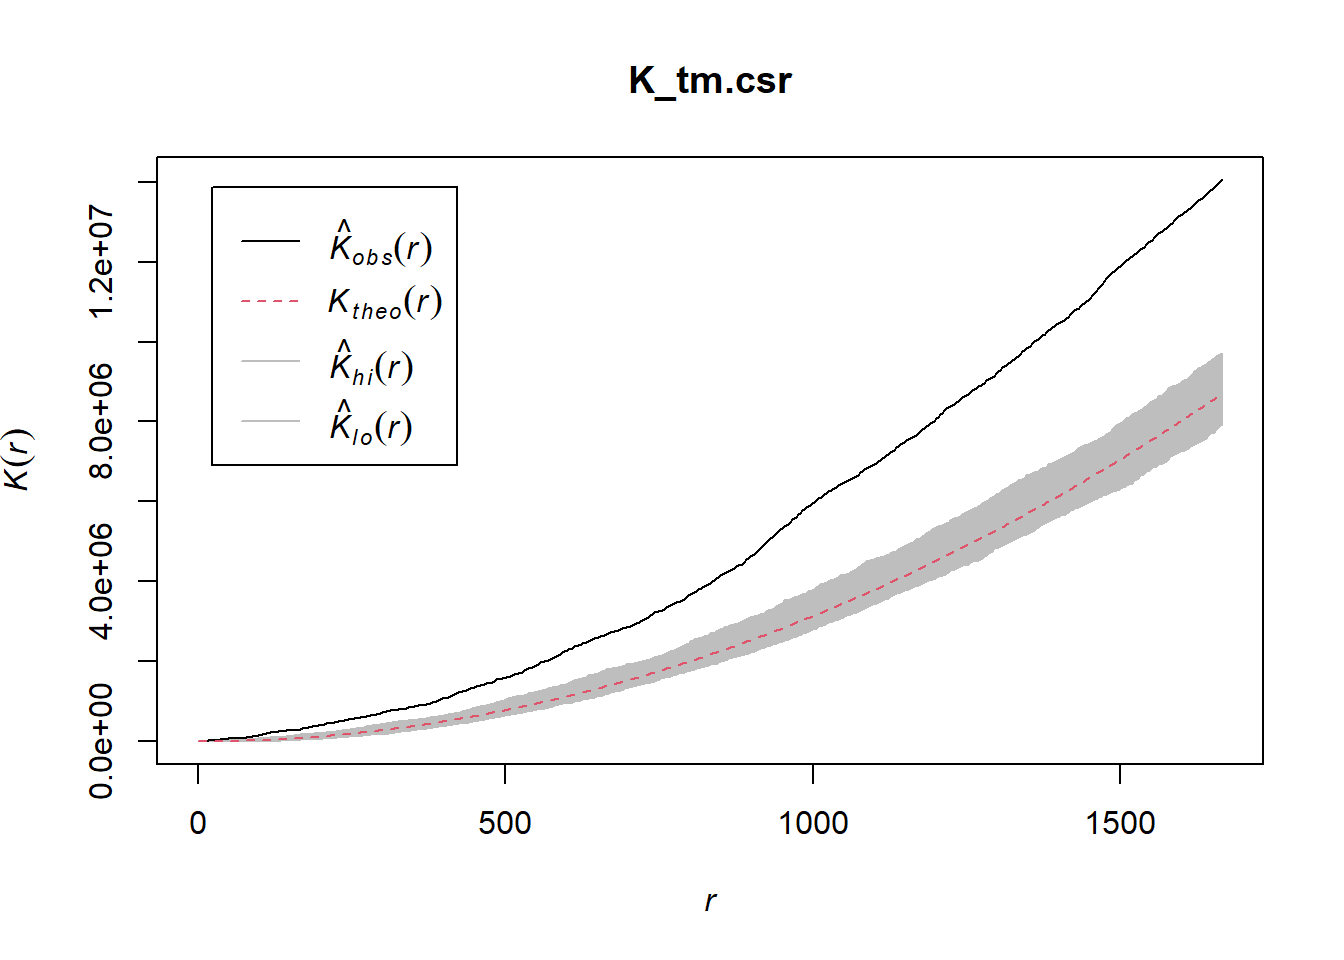 K_tm.csr
K̂obs(r)
Ktheo(r)
K̂hi(r)
K̂lo(r)
K(r)
1.2e+07
8.0e+06
4.0e+06
0.0e+00
0 500 1000 1500
r